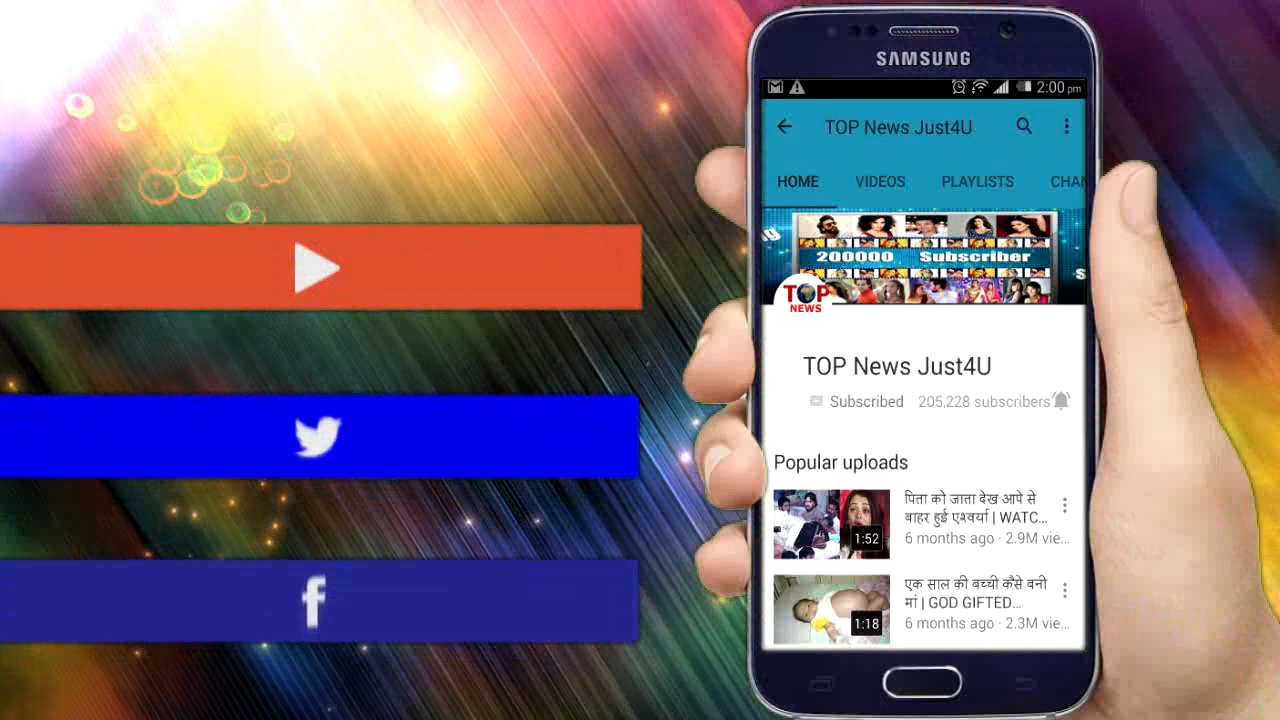 SAMSUNG
2:00 pm
TOP News Just4U
HOME VIDEOS PLAYLISTS CHAN
200000 Subscriber
TOP
NEWS
TOP News Just4U
Subscribed 205,228 subscribers
Popular uploads
पिता को जाता देख आपे से
बाहर हुई एश्वर्या | WATC...
6 months ago · 2.9M vie...
1:52
एक साल की बच्ची कैसे बनी
मां | GOD GIFTED...
6 months ago · 2.3M vie...
1:18